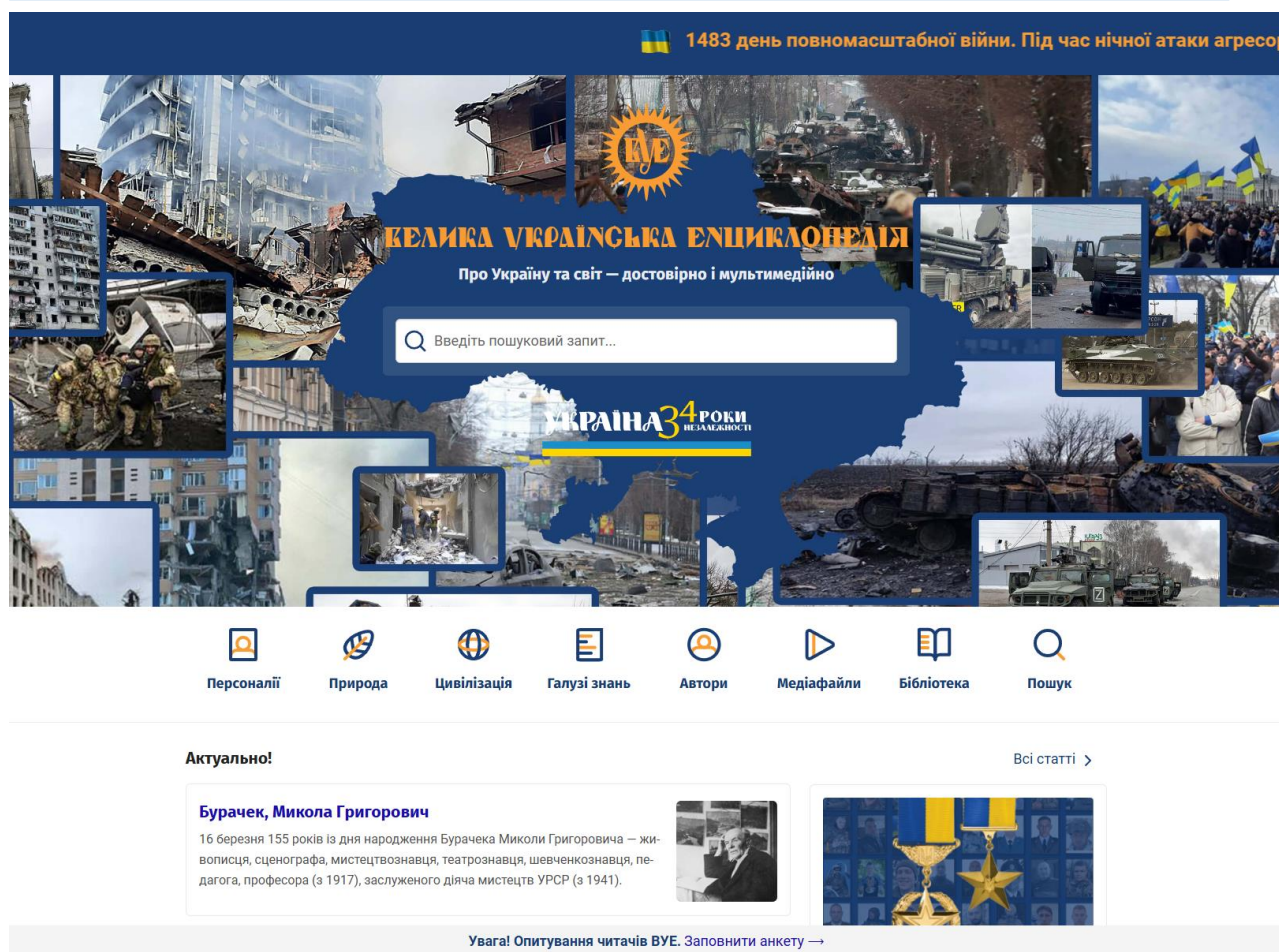 1483 день повномасштабної війни. Під час нічної атаки агресо
ВУЕ
ВЕЛИКА УКРАЇНСЬКА ЕНЦИКЛОПЕДІЯ
Про Україну та світ — достовірно і мультимедійно
Введіть пошуковий запит...
УКРАЇНА 34 РОКИ
НЕЗАЛЕЖНОСТІ
Z
Z
Персоналії
Природа
Цивілізація
Галузі знань
Автори
Медіафайли
Бібліотека
Пошук
Актуально!
Всі статті
Бурачек, Микола Григорович
16 березня 155 років із дня народження Бурачека Миколи Григоровича — жи-
вописця, сценографа, мистецтвознавця, театрознавця, шевченкознавця, пе-
дагога, професора (з 1917), заслуженого діяча мистецтв УРСР (з 1941).
Увага! Опитування читачів ВУЕ. Заповнити анкету →